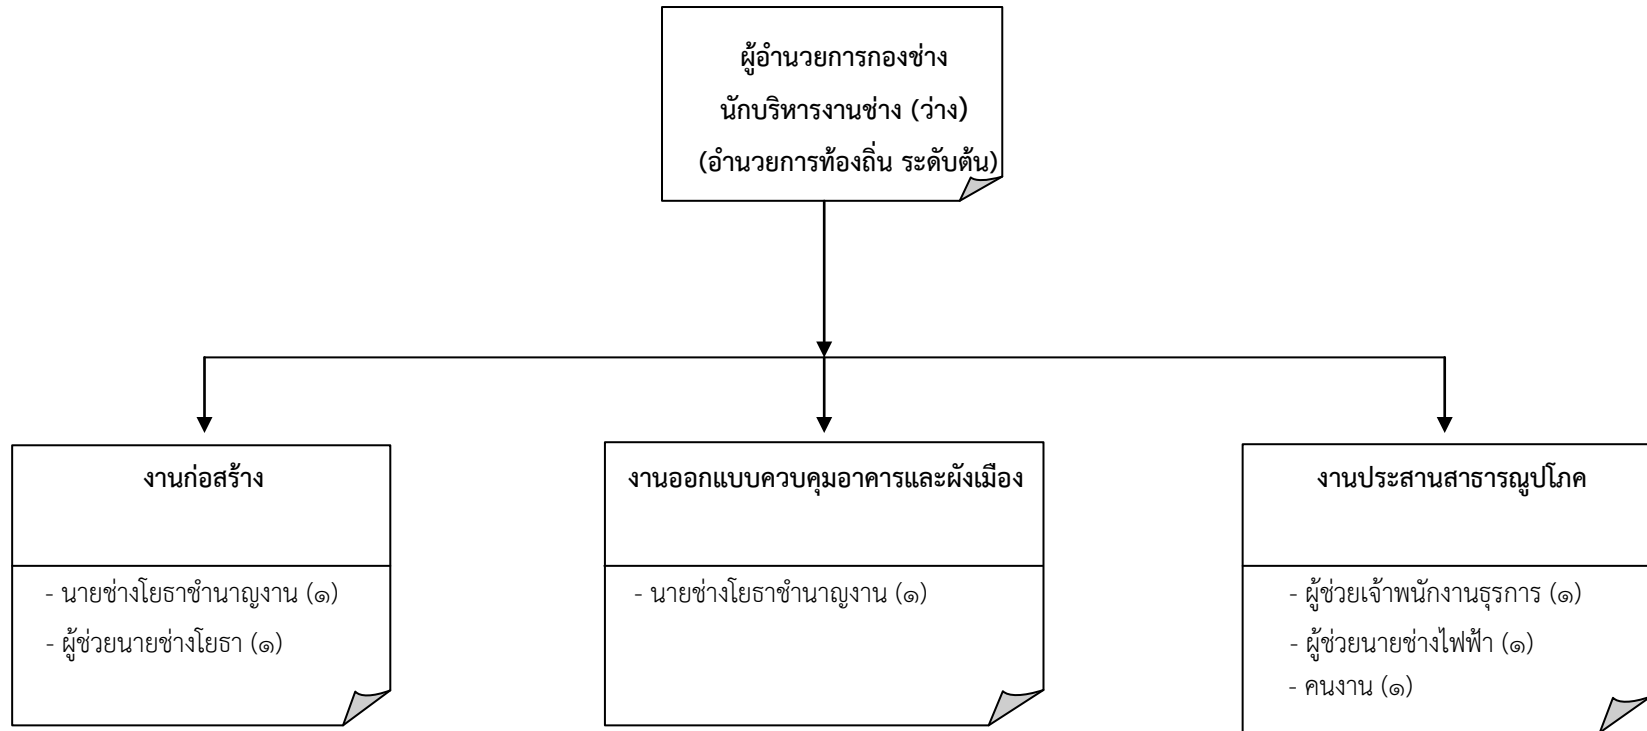 ผู้อำนวยการกองช่าง
นักบริหารงานช่าง (ว่าง)
(อำนวยการท้องถิ่น ระดับต้น)
งานก่อสร้าง
- นายช่างโยธาชำนาญงาน (๑)
- ผู้ช่วยนายช่างโยธา (๑)
งานออกแบบควบคุมอาคารและผังเมือง
- นายช่างโยธาชำนาญงาน (๑)
งานประสานสาธารณูปโภค
- ผู้ช่วยเจ้าพนักงานธุรการ (๑)
- ผู้ช่วยนายช่างไฟฟ้า (๑)
- คนงาน (๑)